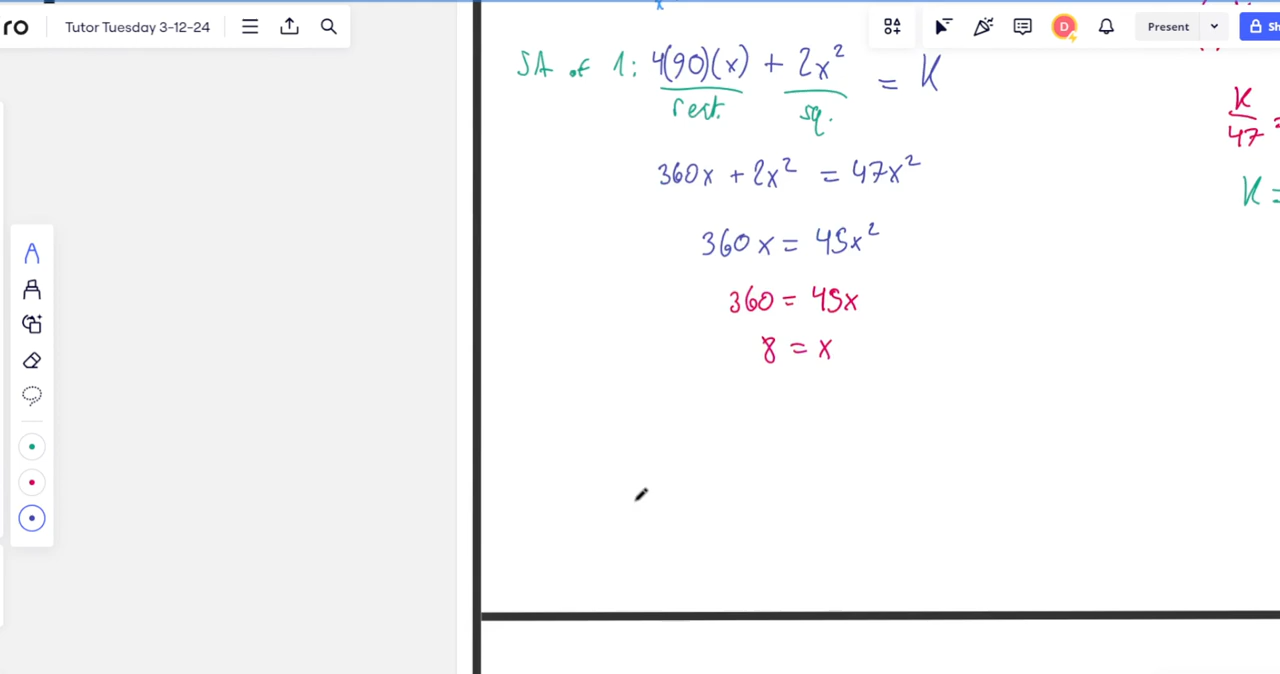 ro Tutor Tuesday 3-12-24 D Present Sh
SA of 1: 4(90)(x) + 2x² = K
rect. sq.
K/47 =
360x + 2x² = 47x²
K =
360x = 45x²
360 = 45x
8 = x